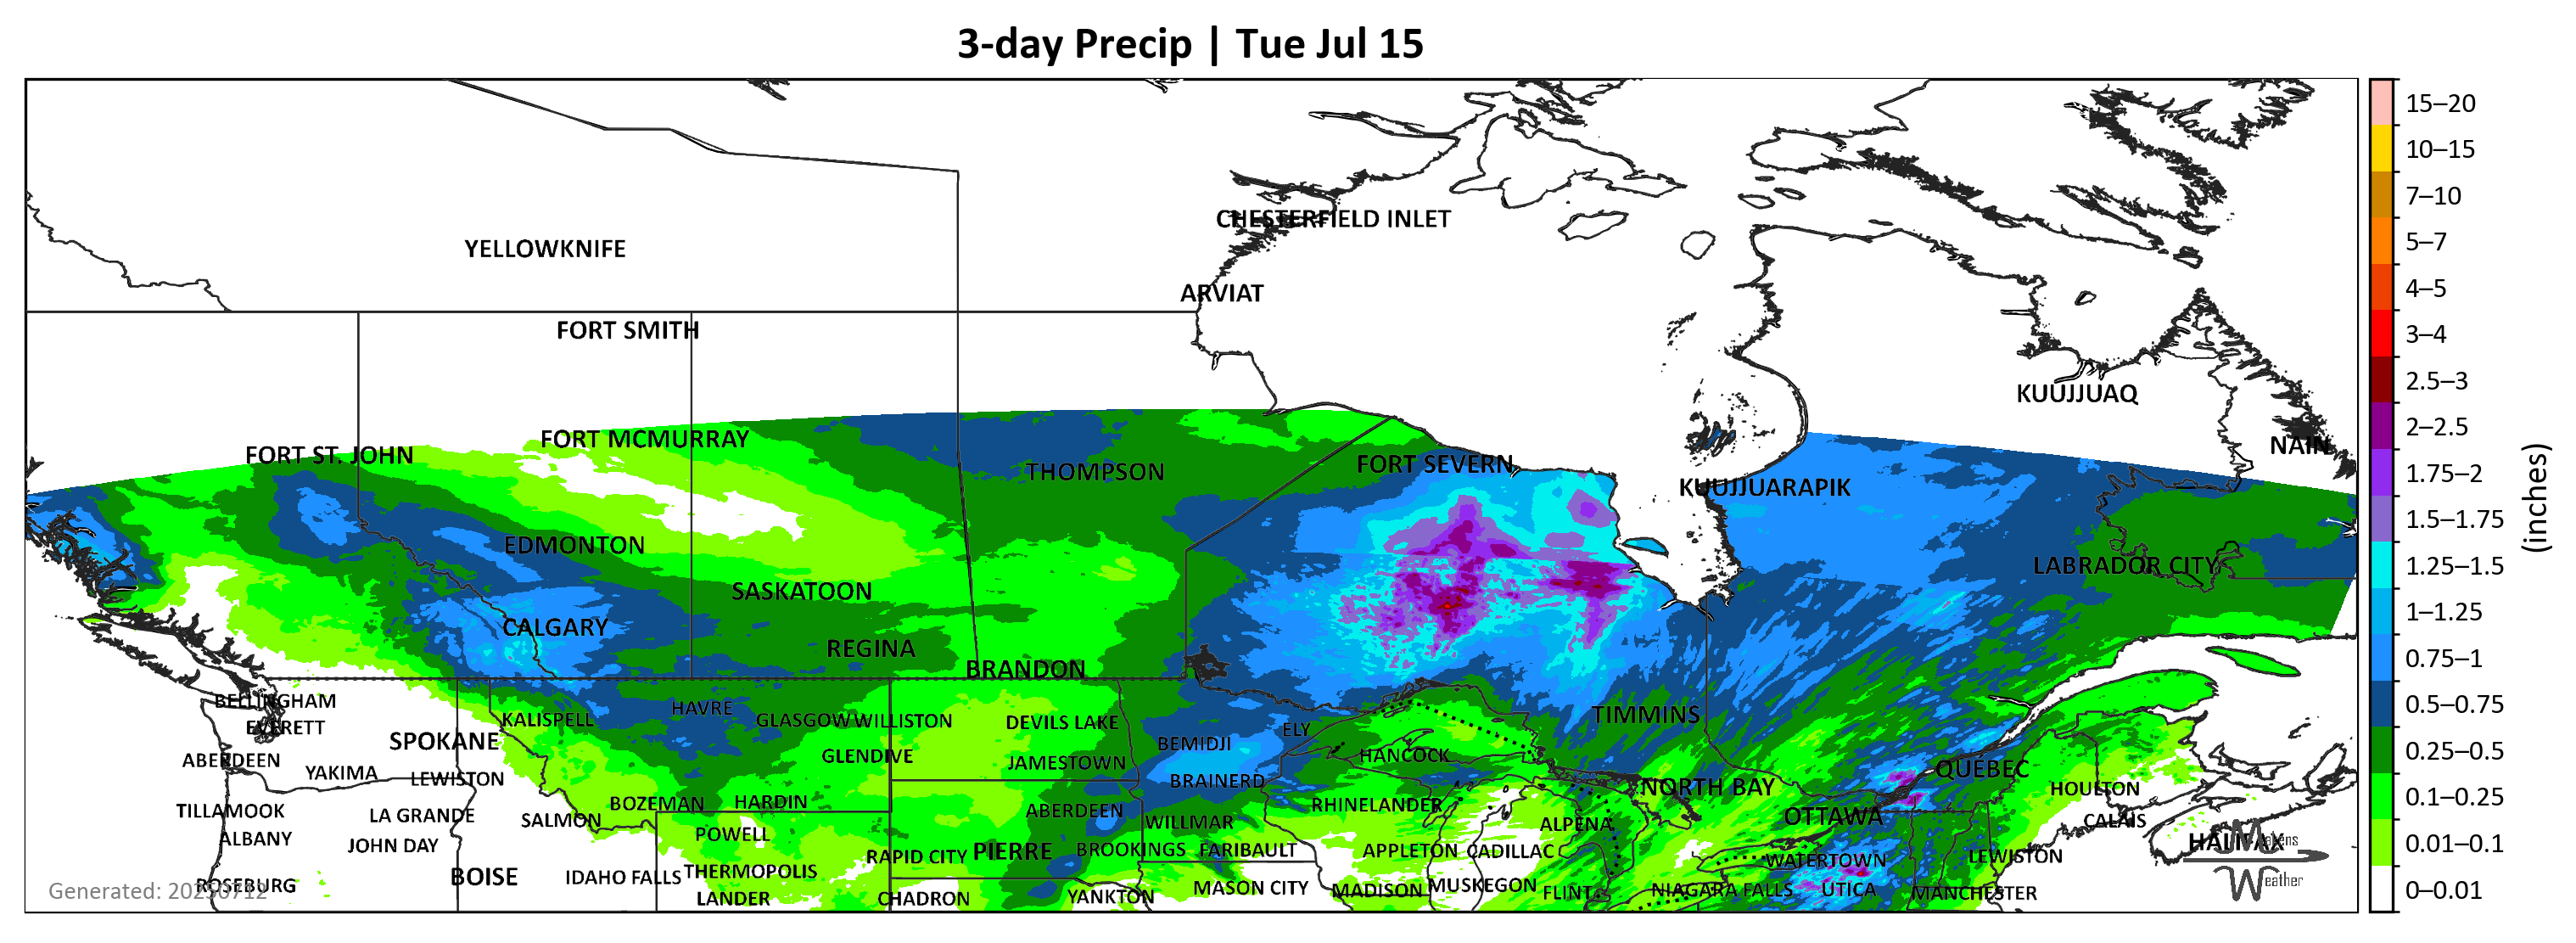 3-day Precip | Tue Jul 15
CHESTERFIELD INLET
YELLOWKNIFE
ARVIAT
FORT SMITH
KUUJJUAQ
FORT MCMURRAY
NAIN
FORT ST. JOHN
THOMPSON
FORT SEVERN
KUUJJUARAPIK
EDMONTON
LABRADOR CITY
SASKATOON
CALGARY
REGINA
BRANDON
BELLINGHAM
KALISPELL
HAVRE
GLASGOW
WILLISTON
DEVILS LAKE
TIMMINS
EVERETT
ELY
SPOKANE
BEMIDJI
ABERDEEN
GLENDIVE
JAMESTOWN
HANCOCK
QUÉBEC
YAKIMA
LEWISTON
BRAINERD
NORTH BAY
HOULTON
TILLAMOOK
LA GRANDE
SALMON
BOZEMAN
HARDIN
ABERDEEN
WILLMAR
RHINELANDER
ALPENA
OTTAWA
CALAIS
ALBANY
JOHN DAY
POWELL
HALIFAX
Makens
Weather
RAPID CITY
PIERRE
BROOKINGS
FARIBAULT
APPLETON
CADILLAC
WATERTOWN
LEWISTON
ROSEBURG
BOISE
IDAHO FALLS
THERMOPOLIS
LANDER
CHADRON
YANKTON
MASON CITY
MADISON
MUSKEGON
FLINT
NIAGARA FALLS
UTICA
MANCHESTER
Generated: 20250712
15–20
10–15
7–10
5–7
4–5
3–4
2.5–3
2–2.5
1.75–2
1.5–1.75
1.25–1.5
1–1.25
0.75–1
0.5–0.75
0.25–0.5
0.1–0.25
0.01–0.1
0–0.01
(inches)